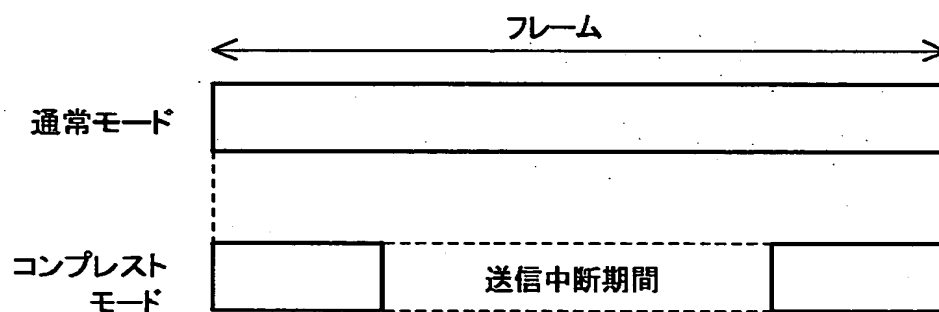 フレーム
通常モード
コンプレスト
モード
送信中断期間